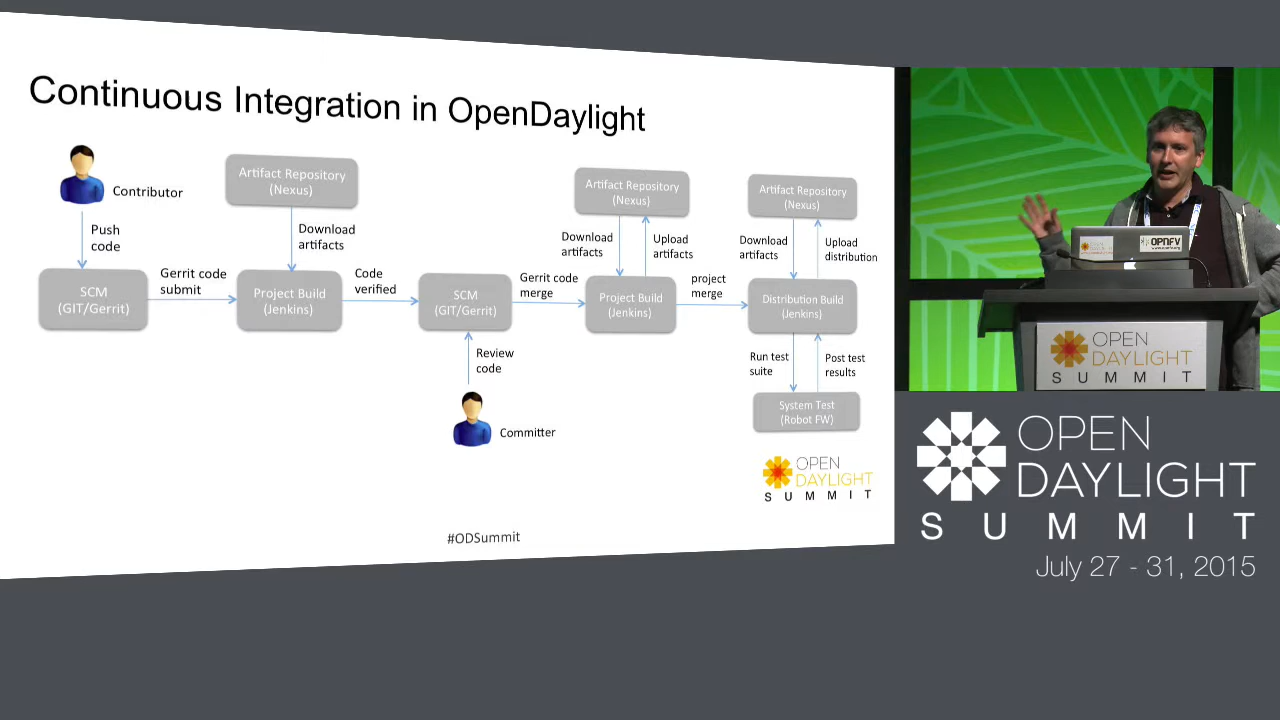 Continuous Integration in OpenDaylight
Contributor
Artifact Repository
(Nexus)
Artifact Repository
(Nexus)
Artifact Repository
(Nexus)
Push
code
Download
artifacts
Download
artifacts
Upload
artifacts
Download
artifacts
Upload
distribution
SCM
(GIT/Gerrit)
Gerrit code
submit
Project Build
(Jenkins)
Code
verified
SCM
(GIT/Gerrit)
Gerrit code
merge
Project Build
(Jenkins)
project
merge
Distribution Build
(Jenkins)
Review
code
Run test
suite
Post test
results
Committer
System Test
(Robot FW)
OPEN
DAYLIGHT
SUMMIT
#ODSummit
OPNFV
OPEN
DAYLIGHT
SUMMIT
OPEN
DAYLIGHT
SUMMIT
July 27 - 31, 2015